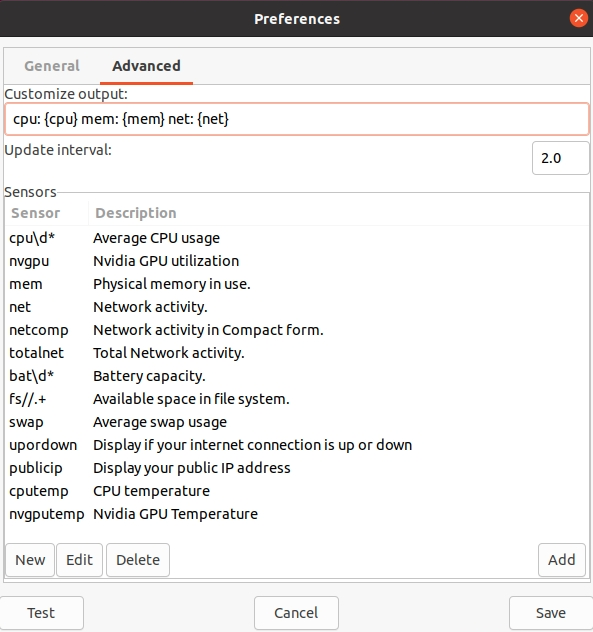 Preferences
General Advanced
Customize output:
cpu: {cpu} mem: {mem} net: {net}
Update interval: 2.0
Sensors
Sensor Description
cpu\d* Average CPU usage
nvgpu Nvidia GPU utilization
mem Physical memory in use.
net Network activity.
netcomp Network activity in Compact form.
totalnet Total Network activity.
bat\d* Battery capacity.
fs//.+ Available space in file system.
swap Average swap usage
upordown Display if your internet connection is up or down
publicip Display your public IP address
cputemp CPU temperature
nvgputemp Nvidia GPU Temperature
New Edit Delete Add
Test Cancel Save